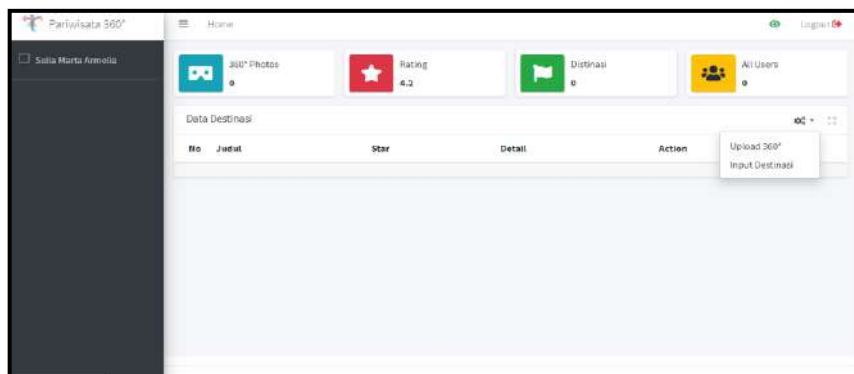 Pariwisata 360°
Home
Logout
Solia Marta Armelia
360° Photos
0
Rating
4.2
Distinasi
0
All Users
0
Data Destinasi
No Judul Star Detail Action
Upload 360°
Input Destinasi